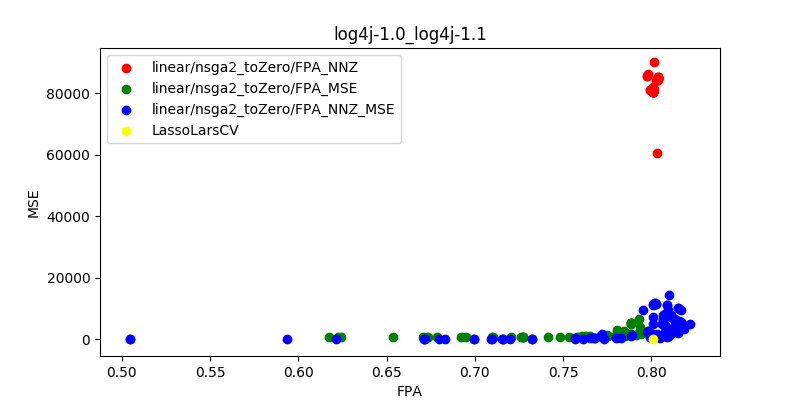 log4j-1.0_log4j-1.1
linear/nsga2_toZero/FPA_NNZ
linear/nsga2_toZero/FPA_MSE
linear/nsga2_toZero/FPA_NNZ_MSE
LassoLarsCV
MSE
80000
60000
40000
20000
0
0.50 0.55 0.60 0.65 0.70 0.75 0.80
FPA